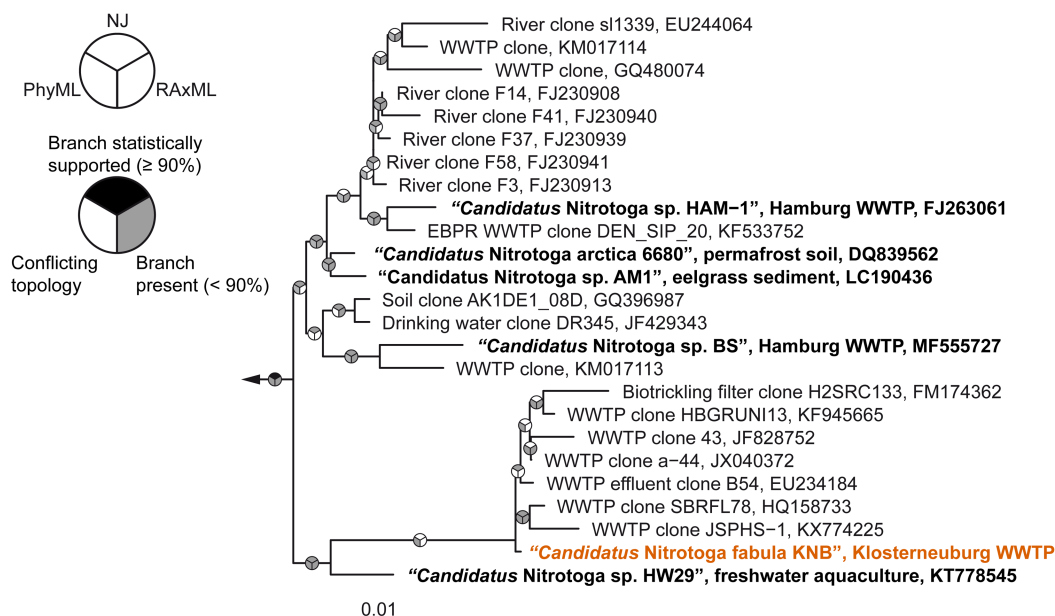 NJ
PhyML
RAxML
Branch statistically
supported (≥ 90%)
Conflicting
topology
Branch
present (< 90%)
River clone sl1339, EU244064
WWTP clone, KM017114
WWTP clone, GQ480074
River clone F14, FJ230908
River clone F41, FJ230940
River clone F37, FJ230939
River clone F58, FJ230941
River clone F3, FJ230913
“Candidatus Nitrotoga sp. HAM−1”, Hamburg WWTP, FJ263061
EBPR WWTP clone DEN_SIP_20, KF533752
“Candidatus Nitrotoga arctica 6680”, permafrost soil, DQ839562
“Candidatus Nitrotoga sp. AM1”, eelgrass sediment, LC190436
Soil clone AK1DE1_08D, GQ396987
Drinking water clone DR345, JF429343
“Candidatus Nitrotoga sp. BS”, Hamburg WWTP, MF555727
WWTP clone, KM017113
Biotrickling filter clone H2SRC133, FM174362
WWTP clone HBGRUNI13, KF945665
WWTP clone 43, JF828752
WWTP clone a−44, JX040372
WWTP effluent clone B54, EU234184
WWTP clone SBRFL78, HQ158733
WWTP clone JSPHS−1, KX774225
“Candidatus Nitrotoga fabula KNB”, Klosterneuburg WWTP
“Candidatus Nitrotoga sp. HW29”, freshwater aquaculture, KT778545
0.01